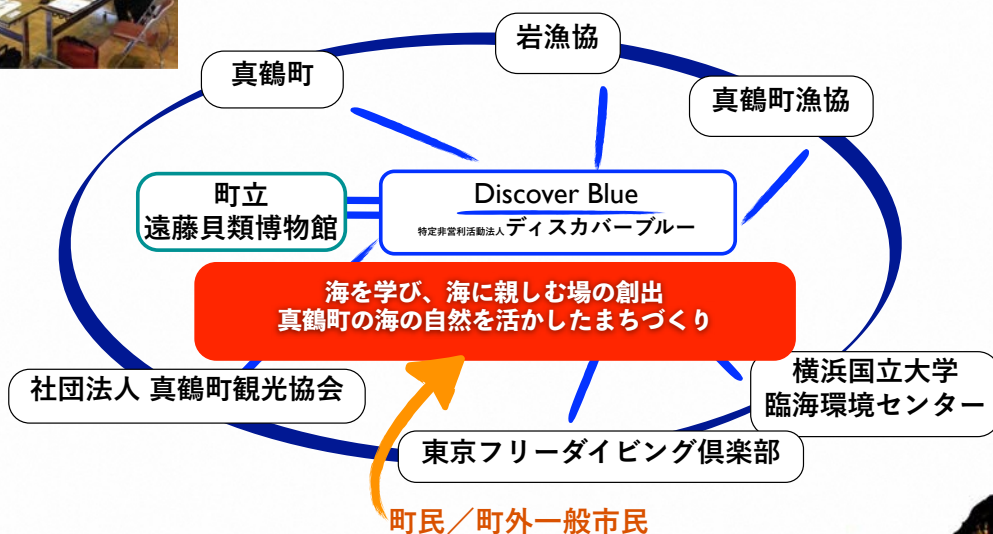 岩漁協
真鶴町
真鶴町漁協
町立
遠藤貝類博物館
Discover Blue
特定非営利活動法人ディスカバーブルー
海を学び、海に親しむ場の創出
真鶴町の海の自然を活かしたまちづくり
社団法人 真鶴町観光協会
横浜国立大学
臨海環境センター
東京フリーダイビング倶楽部
町民／町外一般市民